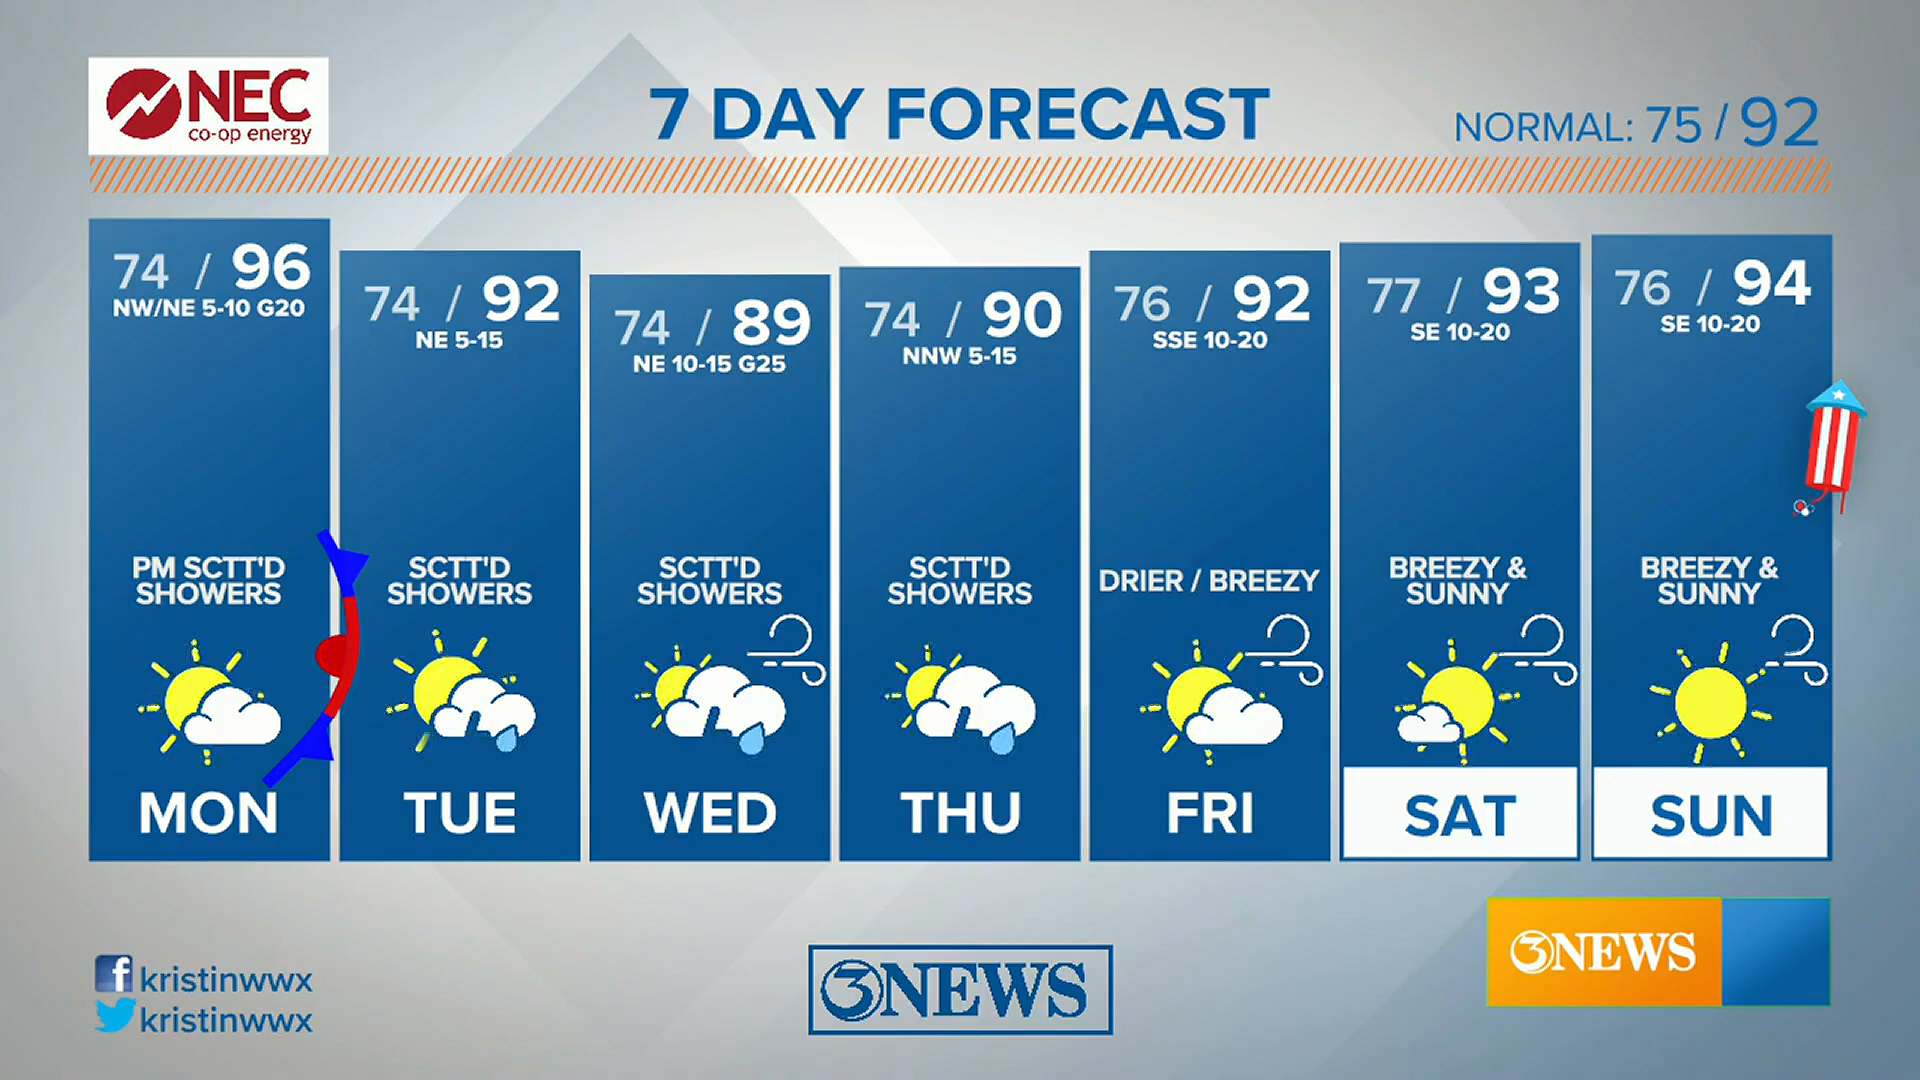 NEC
co-op energy
7 DAY FORECAST
NORMAL: 75 / 92
74 / 96
NW/NE 5-10 G20
PM SCTT'D
SHOWERS
MON
74 / 92
NE 5-15
SCTT'D
SHOWERS
TUE
74 / 89
NE 10-15 G25
SCTT'D
SHOWERS
WED
74 / 90
NNW 5-15
SCTT'D
SHOWERS
THU
76 / 92
SSE 10-20
DRIER / BREEZY
FRI
77 / 93
SE 10-20
BREEZY &
SUNNY
SAT
76 / 94
SE 10-20
BREEZY &
SUNNY
SUN
f kristinwwx
kristinwwx
3NEWS
3NEWS